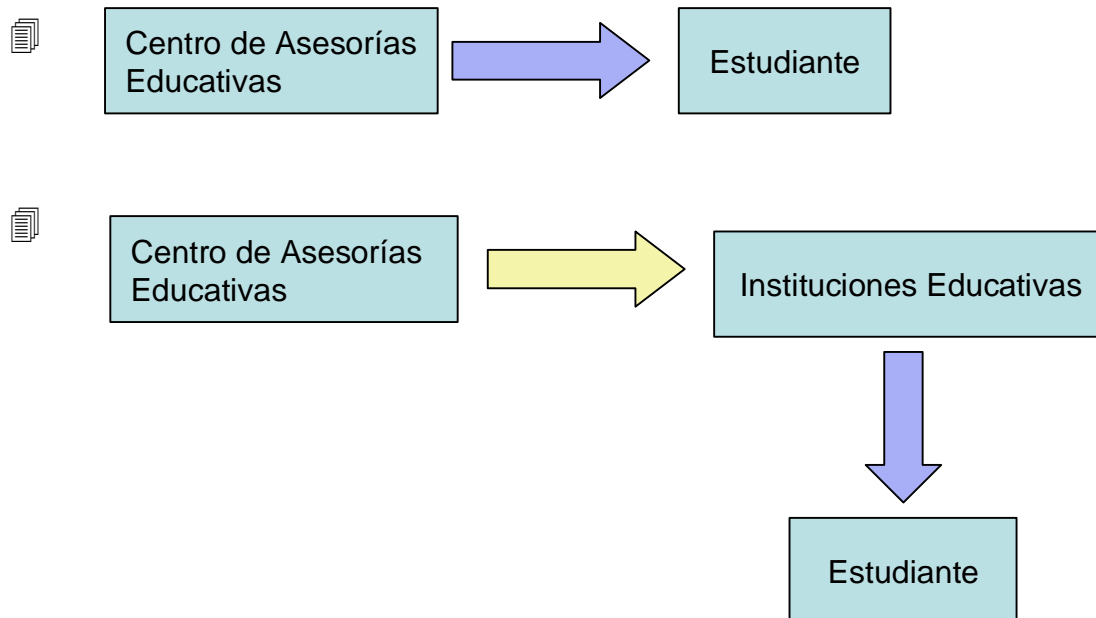 Centro de Asesorías
Educativas
Estudiante
Centro de Asesorías
Educativas
Instituciones Educativas
Estudiante